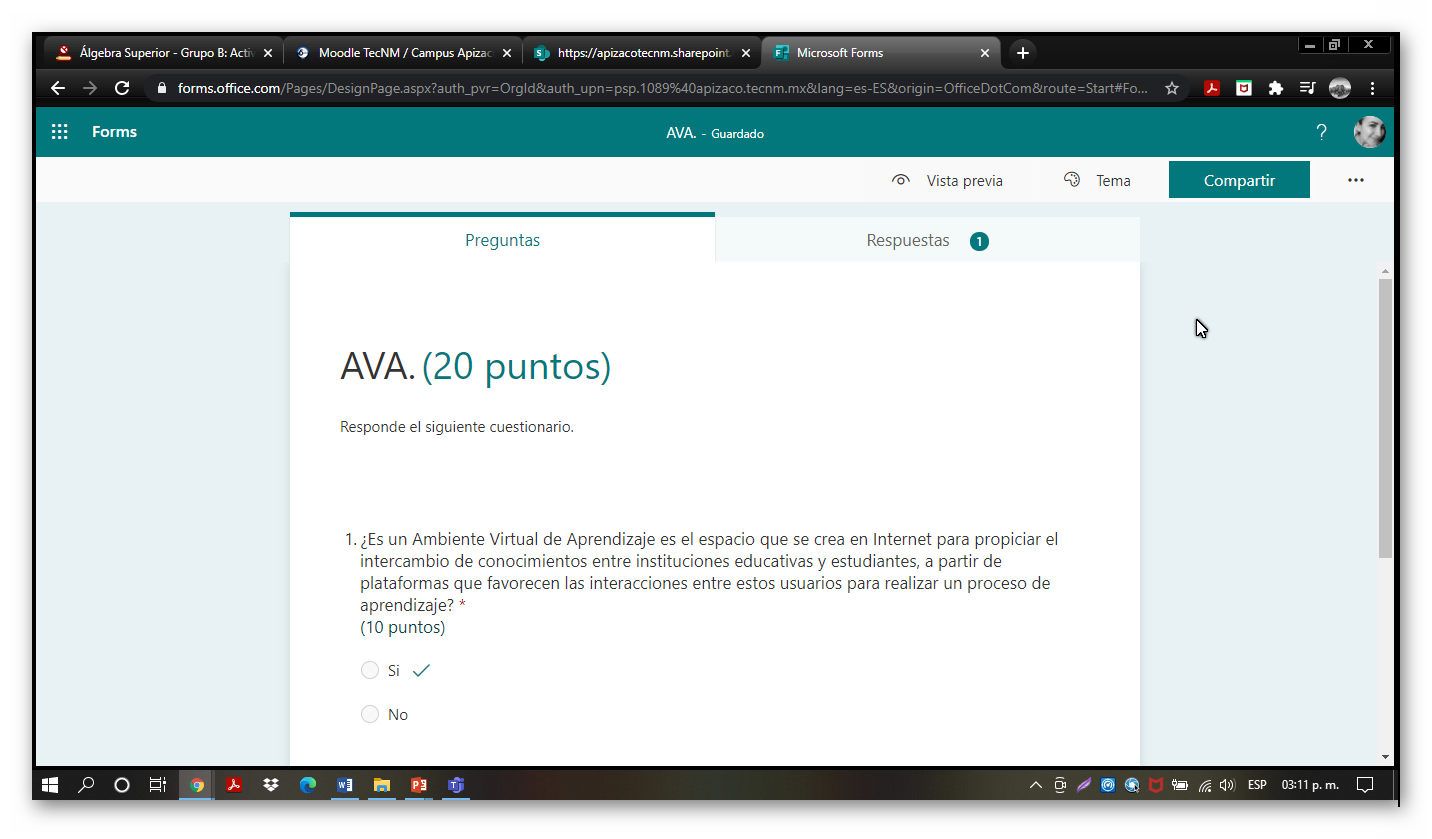 Álgebra Superior - Grupo B: Activ
Moodle TecNM / Campus Apizac
https://apizacotecnm.sharepoint.
Microsoft Forms
forms.office.com/Pages/DesignPage.aspx?auth_pvr=OrgId&auth_upn=psp.1089%40apizaco.tecnm.mx&lang=es-ES&origin=OfficeDotCom&route=Start#Fo...
Forms
AVA. - Guardado
?
Vista previa
Tema
Compartir
Preguntas
Respuestas 1
AVA. (20 puntos)
Responde el siguiente cuestionario.
1. ¿Es un Ambiente Virtual de Aprendizaje es el espacio que se crea en Internet para propiciar el
intercambio de conocimientos entre instituciones educativas y estudiantes, a partir de
plataformas que favorecen las interacciones entre estos usuarios para realizar un proceso de
aprendizaje? *
(10 puntos)
Si
No
ESP
03:11 p. m.